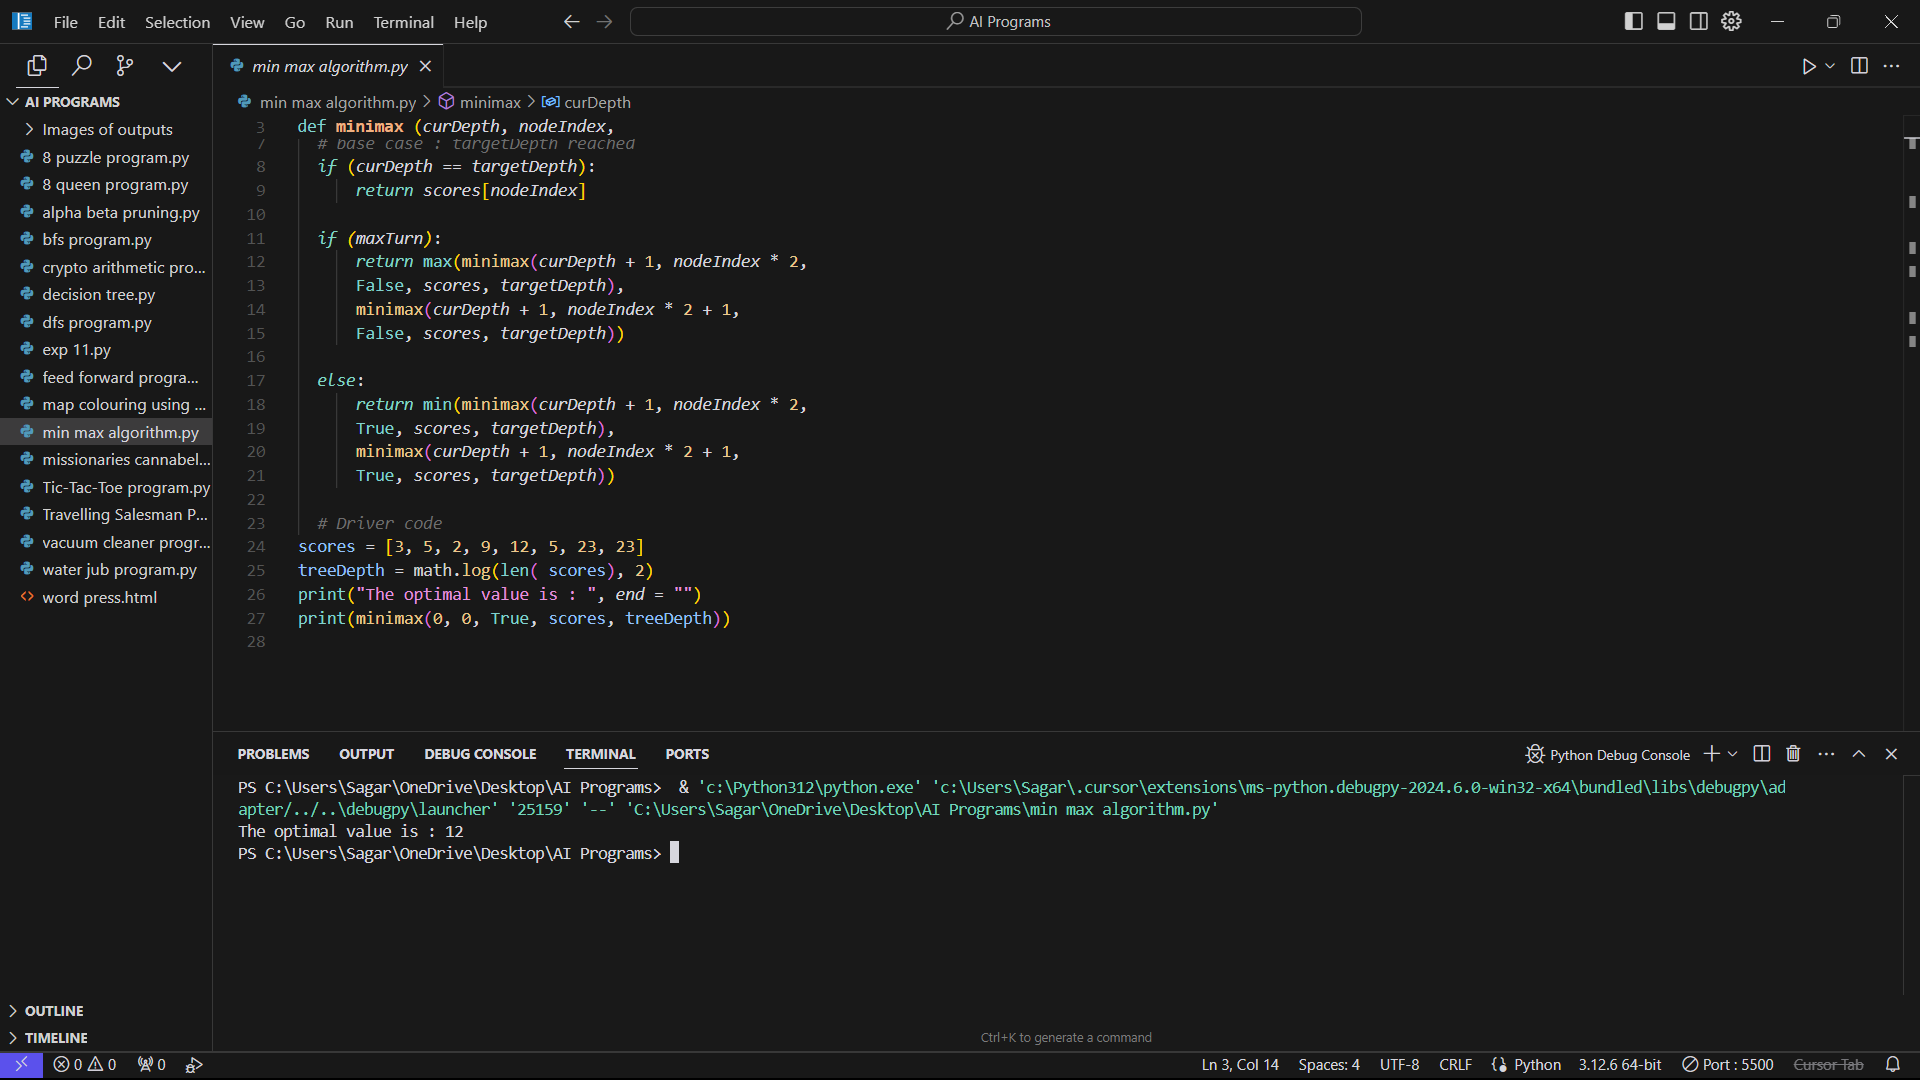 File Edit Selection View Go Run Terminal Help
AI Programs
min max algorithm.py
AI PROGRAMS
Images of outputs
8 puzzle program.py
8 queen program.py
alpha beta pruning.py
bfs program.py
crypto arithmetic pro...
decision tree.py
dfs program.py
exp 11.py
feed forward progra...
map colouring using ...
min max algorithm.py
missionaries cannabel...
Tic-Tac-Toe program.py
Travelling Salesman P...
vacuum cleaner progr...
water jub program.py
word press.html
OUTLINE
TIMELINE
min max algorithm.py > minimax > curDepth
3 def minimax (curDepth, nodeIndex,
7 # base case : targetDepth reached
8 if (curDepth == targetDepth):
9 return scores[nodeIndex]
10
11 if (maxTurn):
12 return max(minimax(curDepth + 1, nodeIndex * 2,
13 False, scores, targetDepth),
14 minimax(curDepth + 1, nodeIndex * 2 + 1,
15 False, scores, targetDepth))
16
17 else:
18 return min(minimax(curDepth + 1, nodeIndex * 2,
19 True, scores, targetDepth),
20 minimax(curDepth + 1, nodeIndex * 2 + 1,
21 True, scores, targetDepth))
22
23 # Driver code
24 scores = [3, 5, 2, 9, 12, 5, 23, 23]
25 treeDepth = math.log(len( scores), 2)
26 print("The optimal value is : ", end = "")
27 print(minimax(0, 0, True, scores, treeDepth))
28
PROBLEMS OUTPUT DEBUG CONSOLE TERMINAL PORTS
Python Debug Console
PS C:\Users\Sagar\OneDrive\Desktop\AI Programs> & 'c:\Python312\python.exe' 'c:\Users\Sagar\.cursor\extensions\ms-python.debugpy-2024.6.0-win32-x64\bundled\libs\debugpy\ad
apter/../..\debugpy\launcher' '25159' '--' 'C:\Users\Sagar\OneDrive\Desktop\AI Programs\min max algorithm.py'
The optimal value is : 12
PS C:\Users\Sagar\OneDrive\Desktop\AI Programs>
Ctrl+K to generate a command
0 0 0 Ln 3, Col 14 Spaces: 4 UTF-8 CRLF Python 3.12.6 64-bit Port : 5500 Cursor Tab